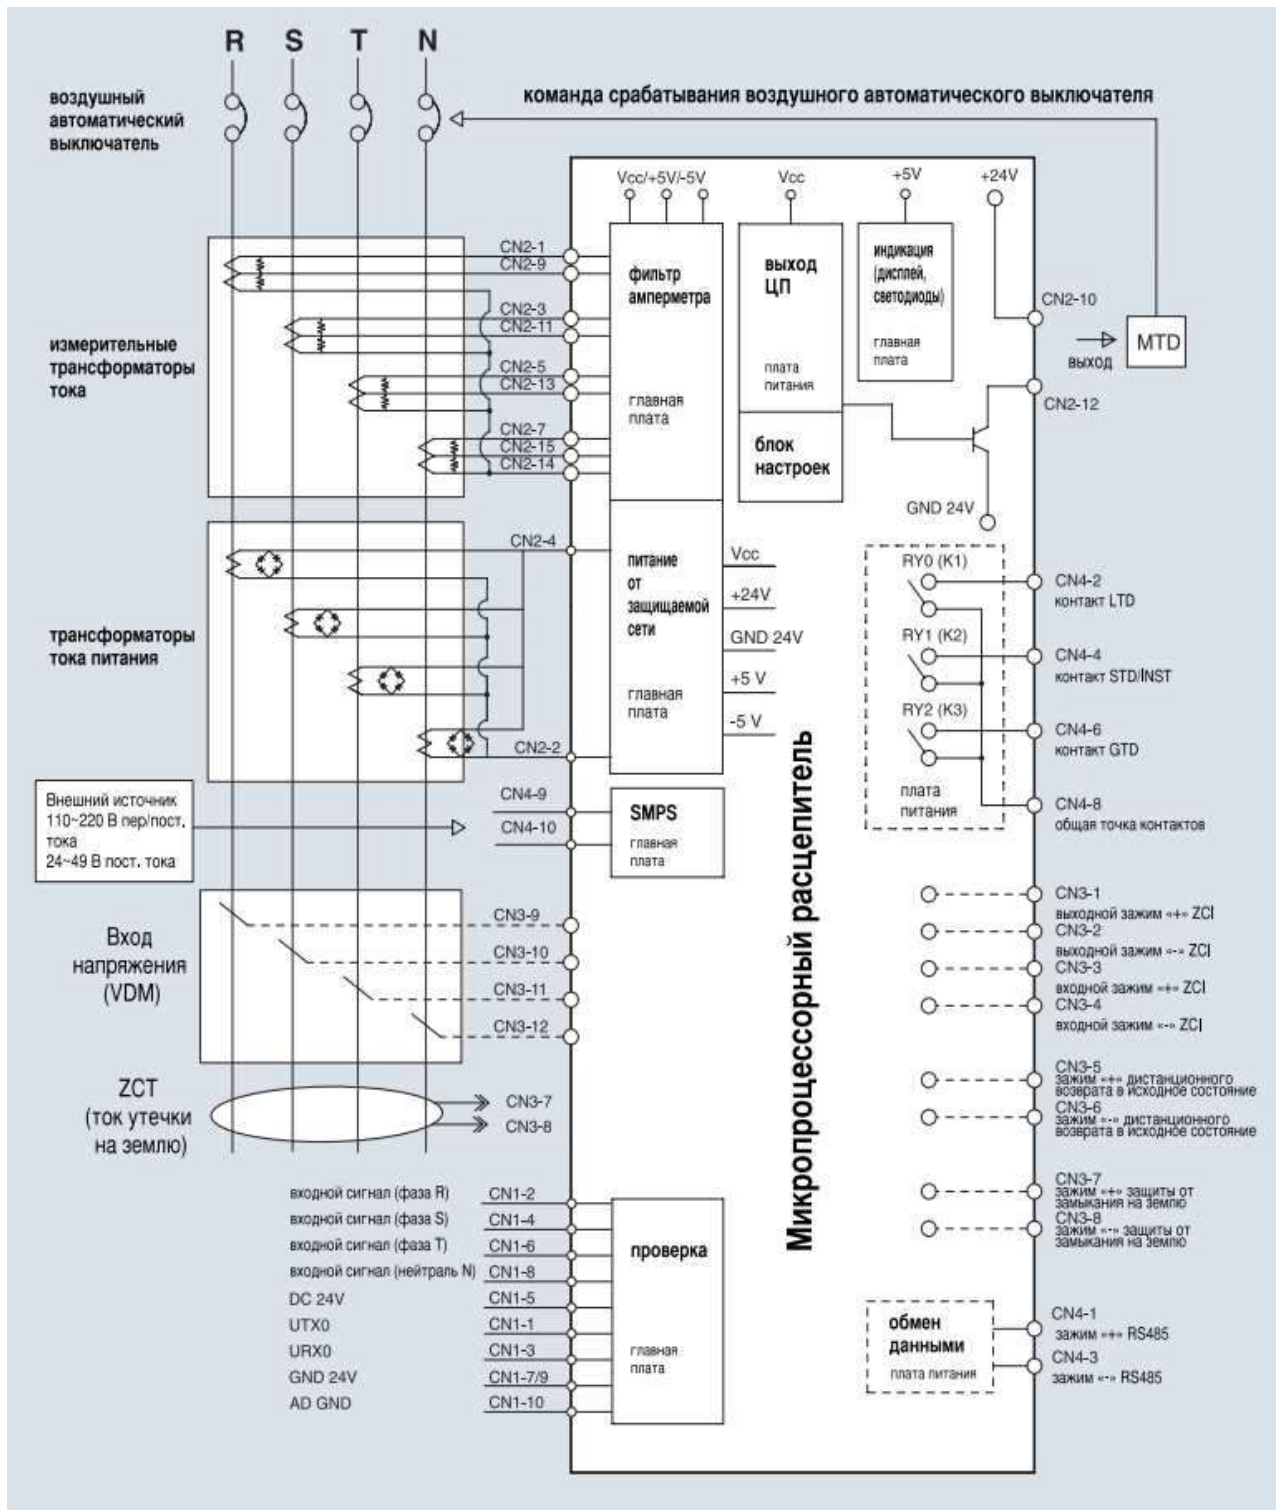 R S T N
воздушный
автоматический
выключатель
команда срабатывания воздушного автоматического выключателя
Vcc/+5V/-5V
Vcc
+5V
+24V
CN2-1
CN2-9
CN2-3
CN2-11
CN2-5
CN2-13
CN2-7
CN2-15
CN2-14
измерительные
трансформаторы
тока
фильтр
амперметра
главная
плата
выход
ЦП
плата
питания
блок
настроек
индикация
(дисплей,
светодиоды)
главная
плата
CN2-10
MTD
выход
CN2-12
GND 24V
трансформаторы
тока питания
CN2-4
CN2-2
питание
от
защищаемой
сети
главная
плата
Vcc
+24V
GND 24V
+5 V
-5 V
RY0 (K1)
RY1 (K2)
RY2 (K3)
плата
питания
CN4-2
контакт LTD
CN4-4
контакт STD/INST
CN4-6
контакт GTD
CN4-8
общая точка контактов
Внешний источник
110~220 В пер/пост.
тока
24~49 В пост. тока
CN4-9
CN4-10
SMPS
главная
плата
Микропроцессорный расцепитель
Вход
напряжения
(VDM)
CN3-9
CN3-10
CN3-11
CN3-12
ZCT
(ток утечки
на землю)
CN3-7
CN3-8
CN3-1
выходной зажим «+» ZCI
CN3-2
выходной зажим «-» ZCI
CN3-3
входной зажим «+» ZCI
CN3-4
входной зажим «-» ZCI
CN3-5
зажим «+» дистанционного
возврата в исходное состояние
CN3-6
зажим «-» дистанционного
возврата в исходное состояние
CN3-7
зажим «+» защиты от
замыкания на землю
CN3-8
зажим «-» защиты от
замыкания на землю
входной сигнал (фаза R) CN1-2
входной сигнал (фаза S) CN1-4
входной сигнал (фаза T) CN1-6
входной сигнал (нейтраль N) CN1-8
DC 24V CN1-5
UTX0 CN1-1
URX0 CN1-3
GND 24V CN1-7/9
AD GND CN1-10
проверка
главная
плата
обмен
данными
плата питания
CN4-1
зажим «+» RS485
CN4-3
зажим «-» RS485